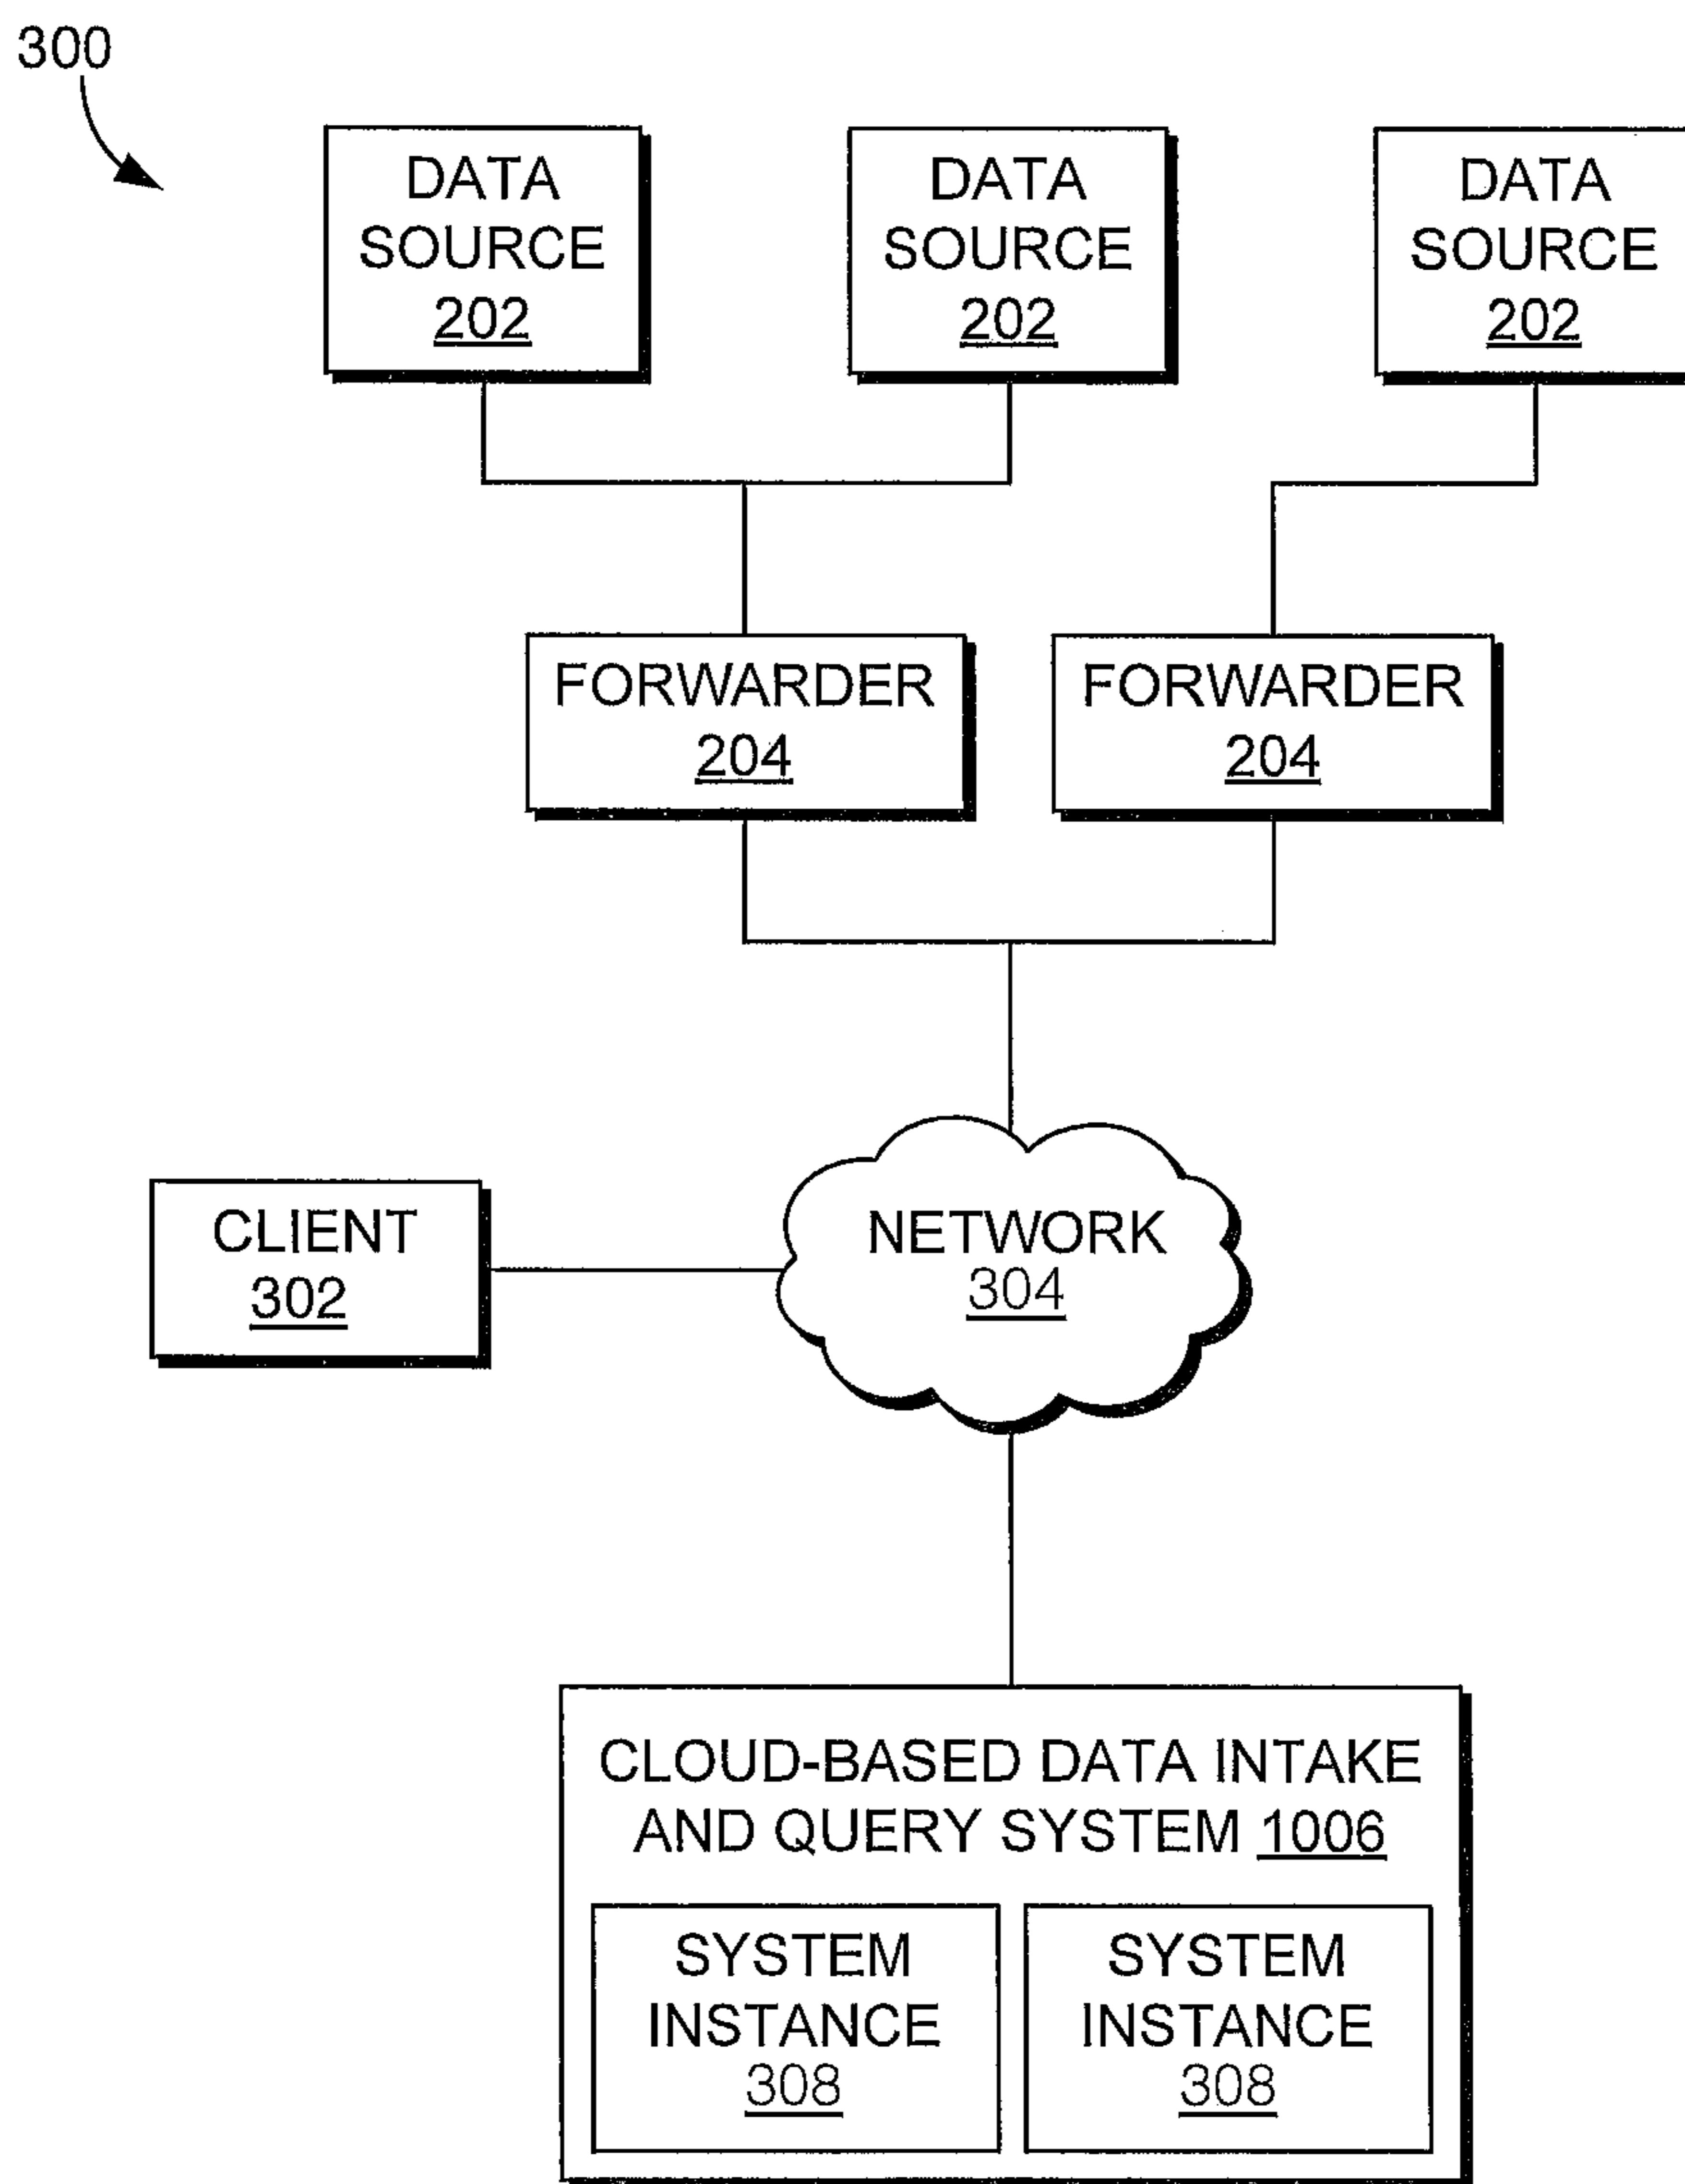 300
DATA
SOURCE
202
DATA
SOURCE
202
DATA
SOURCE
202
FORWARDER
204
FORWARDER
204
CLIENT
302
NETWORK
304
CLOUD-BASED DATA INTAKE
AND QUERY SYSTEM 1006
SYSTEM
INSTANCE
308
SYSTEM
INSTANCE
308